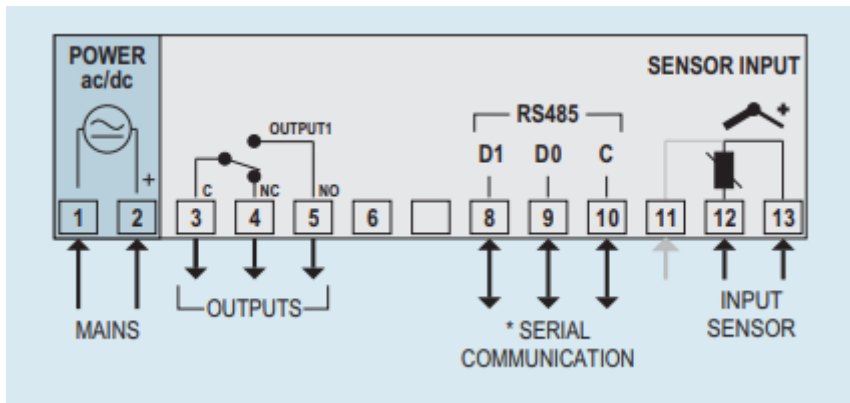 POWER
ac/dc
SENSOR INPUT
RS485
OUTPUT1
D1 D0 C
+
+
C NC NO
1 2 3 4 5 6 8 9 10 11 12 13
MAINS
OUTPUTS
* SERIAL
COMMUNICATION
INPUT
SENSOR